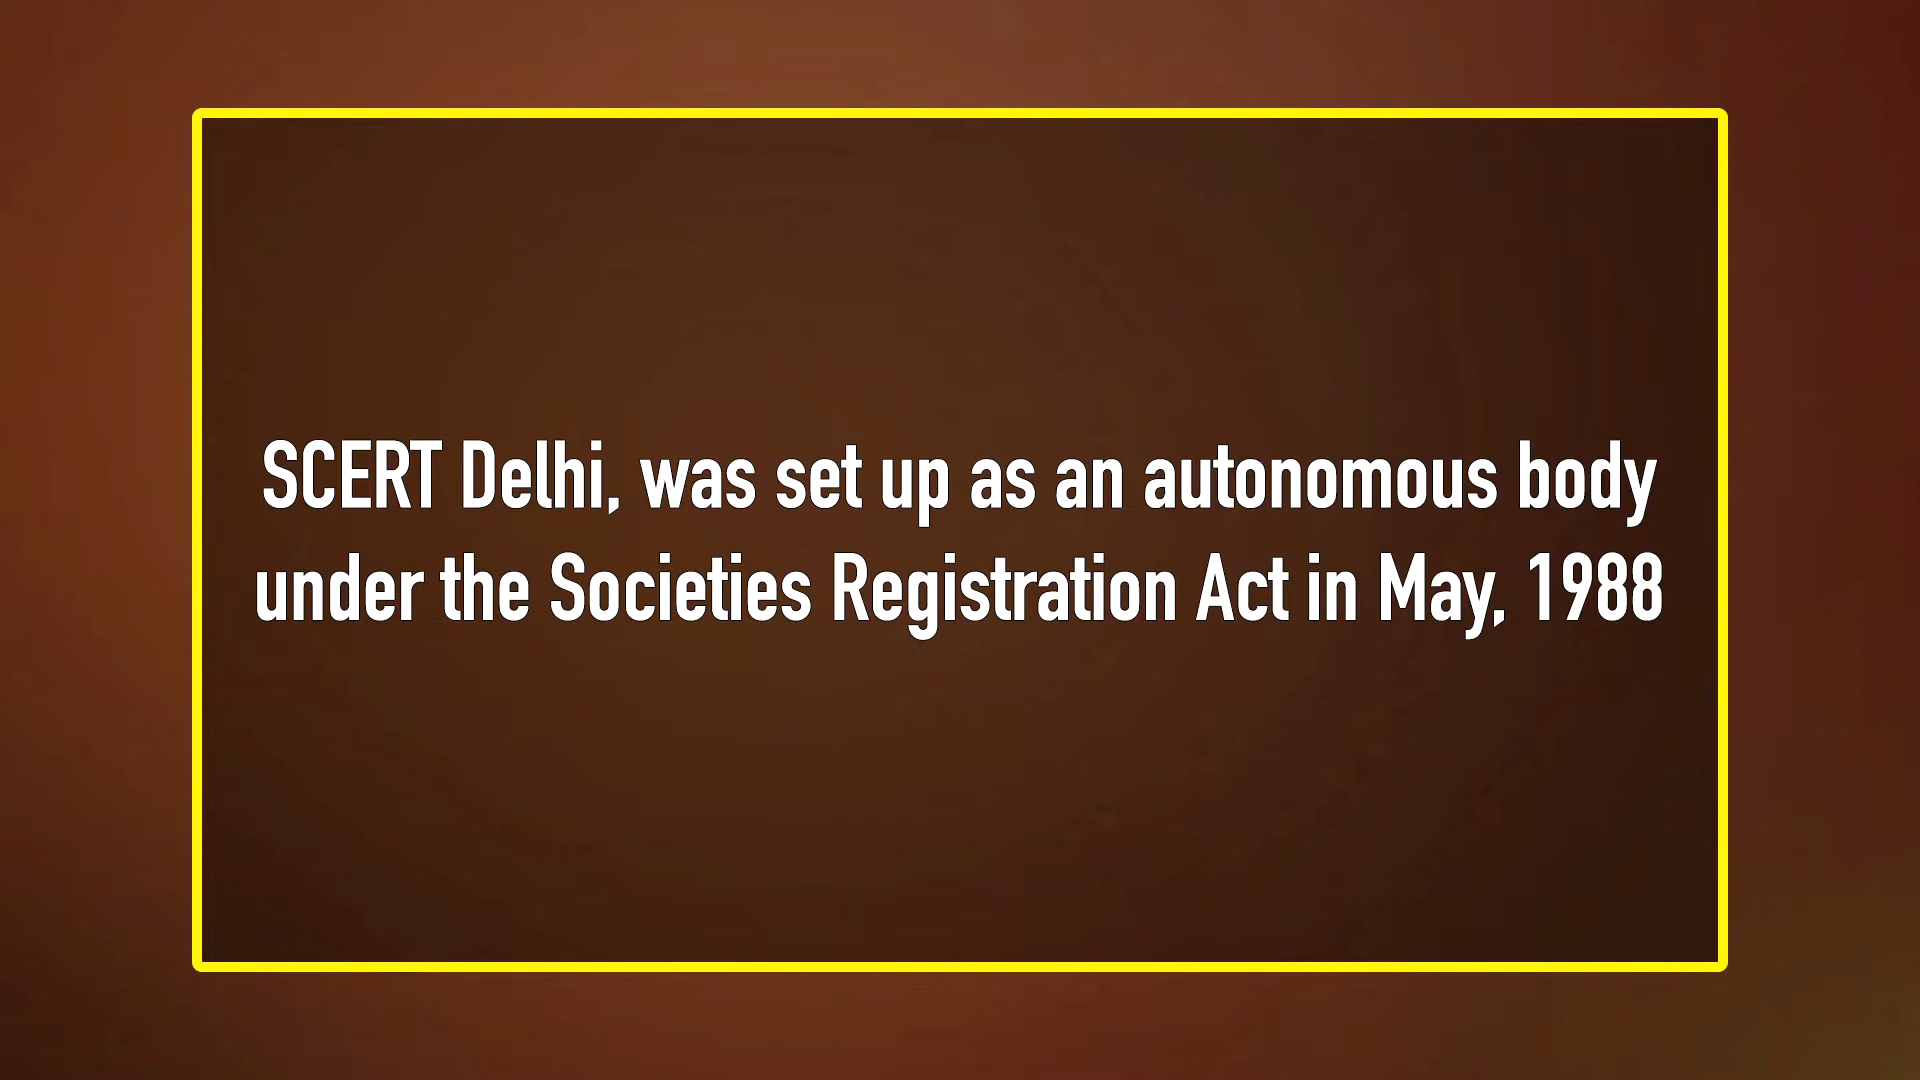 SCERT Delhi, was set up as an autonomous body
under the Societies Registration Act in May, 1988